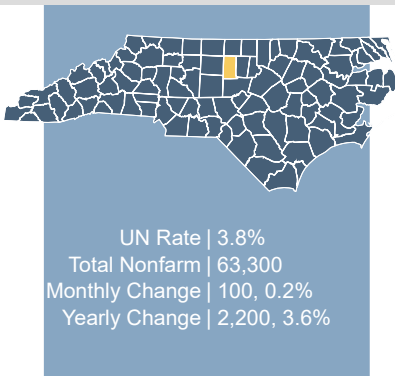 UN Rate | 3.8%
Total Nonfarm | 63,300
Monthly Change | 100, 0.2%
Yearly Change | 2,200, 3.6%